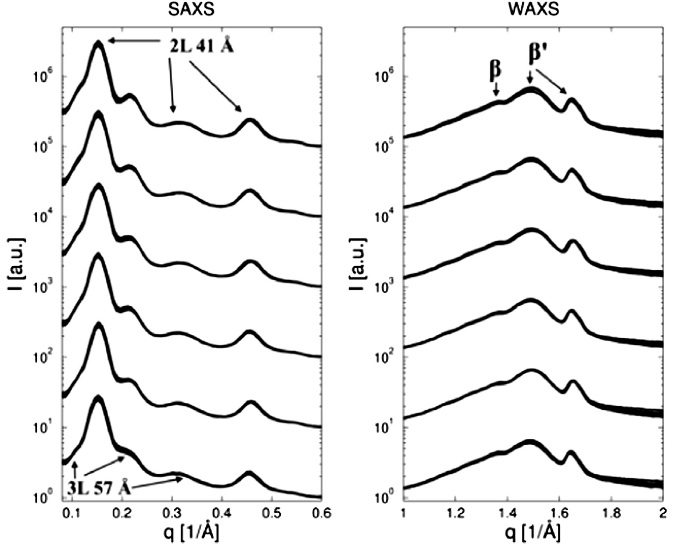 SAXS
WAXS
2L 41 Å
β
β'
10⁶
10⁵
10⁴
10³
10²
10¹
10⁰
I [a.u.]
3L 57 Å
0.1 0.2 0.3 0.4 0.5 0.6
q [1/Å]
10⁶
10⁵
10⁴
10³
10²
10¹
10⁰
I [a.u.]
1 1.2 1.4 1.6 1.8 2
q [1/Å]